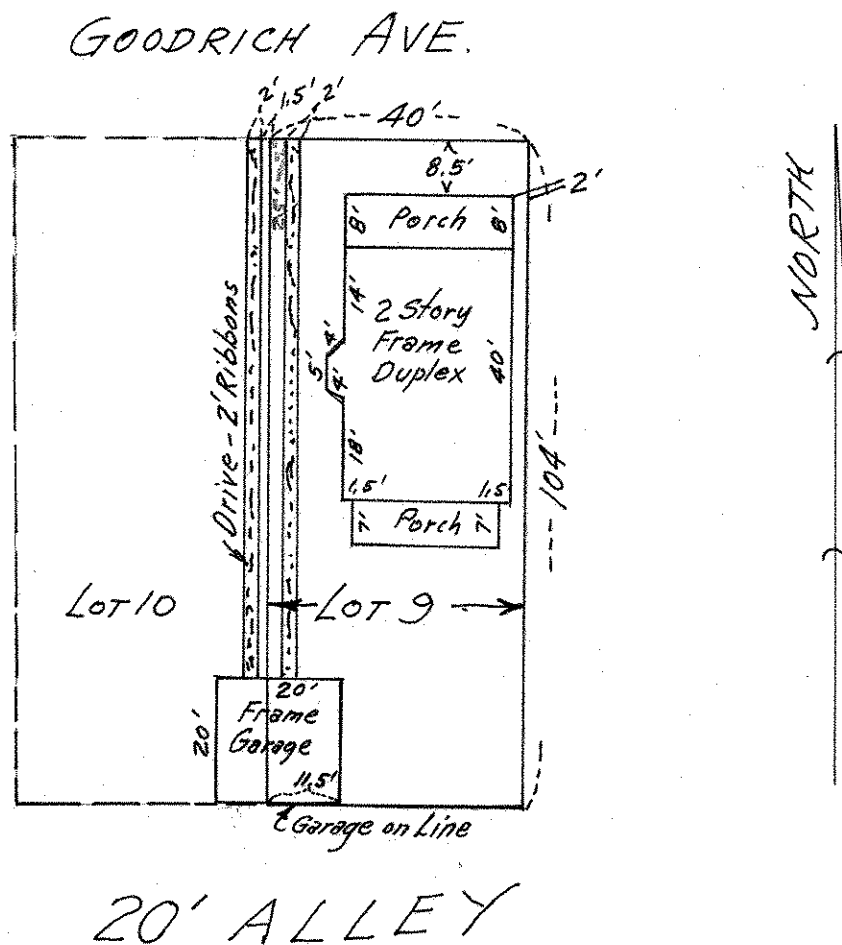 GOODRICH AVE.
2' 1.5' 2'
40'
8.5'
2'
NORTH
8' Porch 8'
14'
2 Story
Frame
Duplex
4'
5'
4'
40'
Drive - 2' Ribbons
18'
1.5' 1.5
7' Porch 7'
104'
LOT 10
LOT 9
20'
Frame
Garage
20'
11.5'
Garage on Line
20' ALLEY